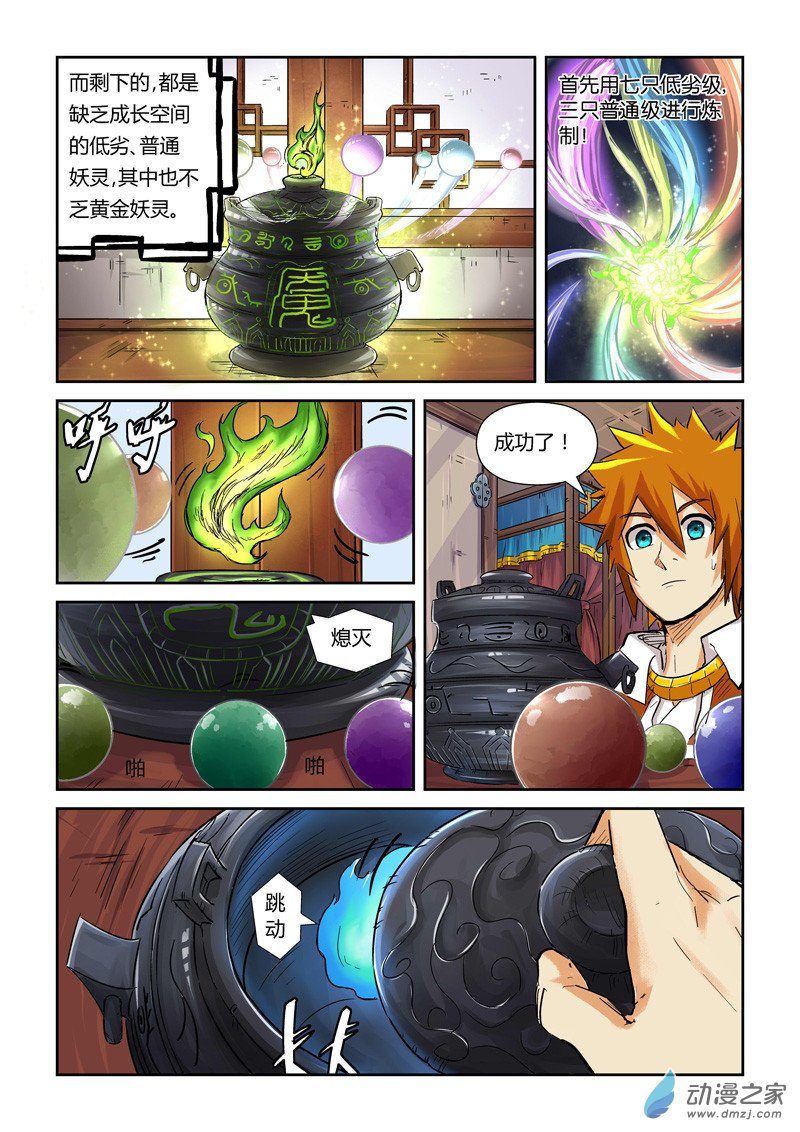 而剩下的,都是
缺乏成长空间
的低劣、普通
妖灵,其中也不
乏黄金妖灵。
首先用七只低劣级,
三只普通级进行炼
制!
呼呼
成功了!
熄灭
啪
啪
跳
动
动漫之家
www.dmzj.com